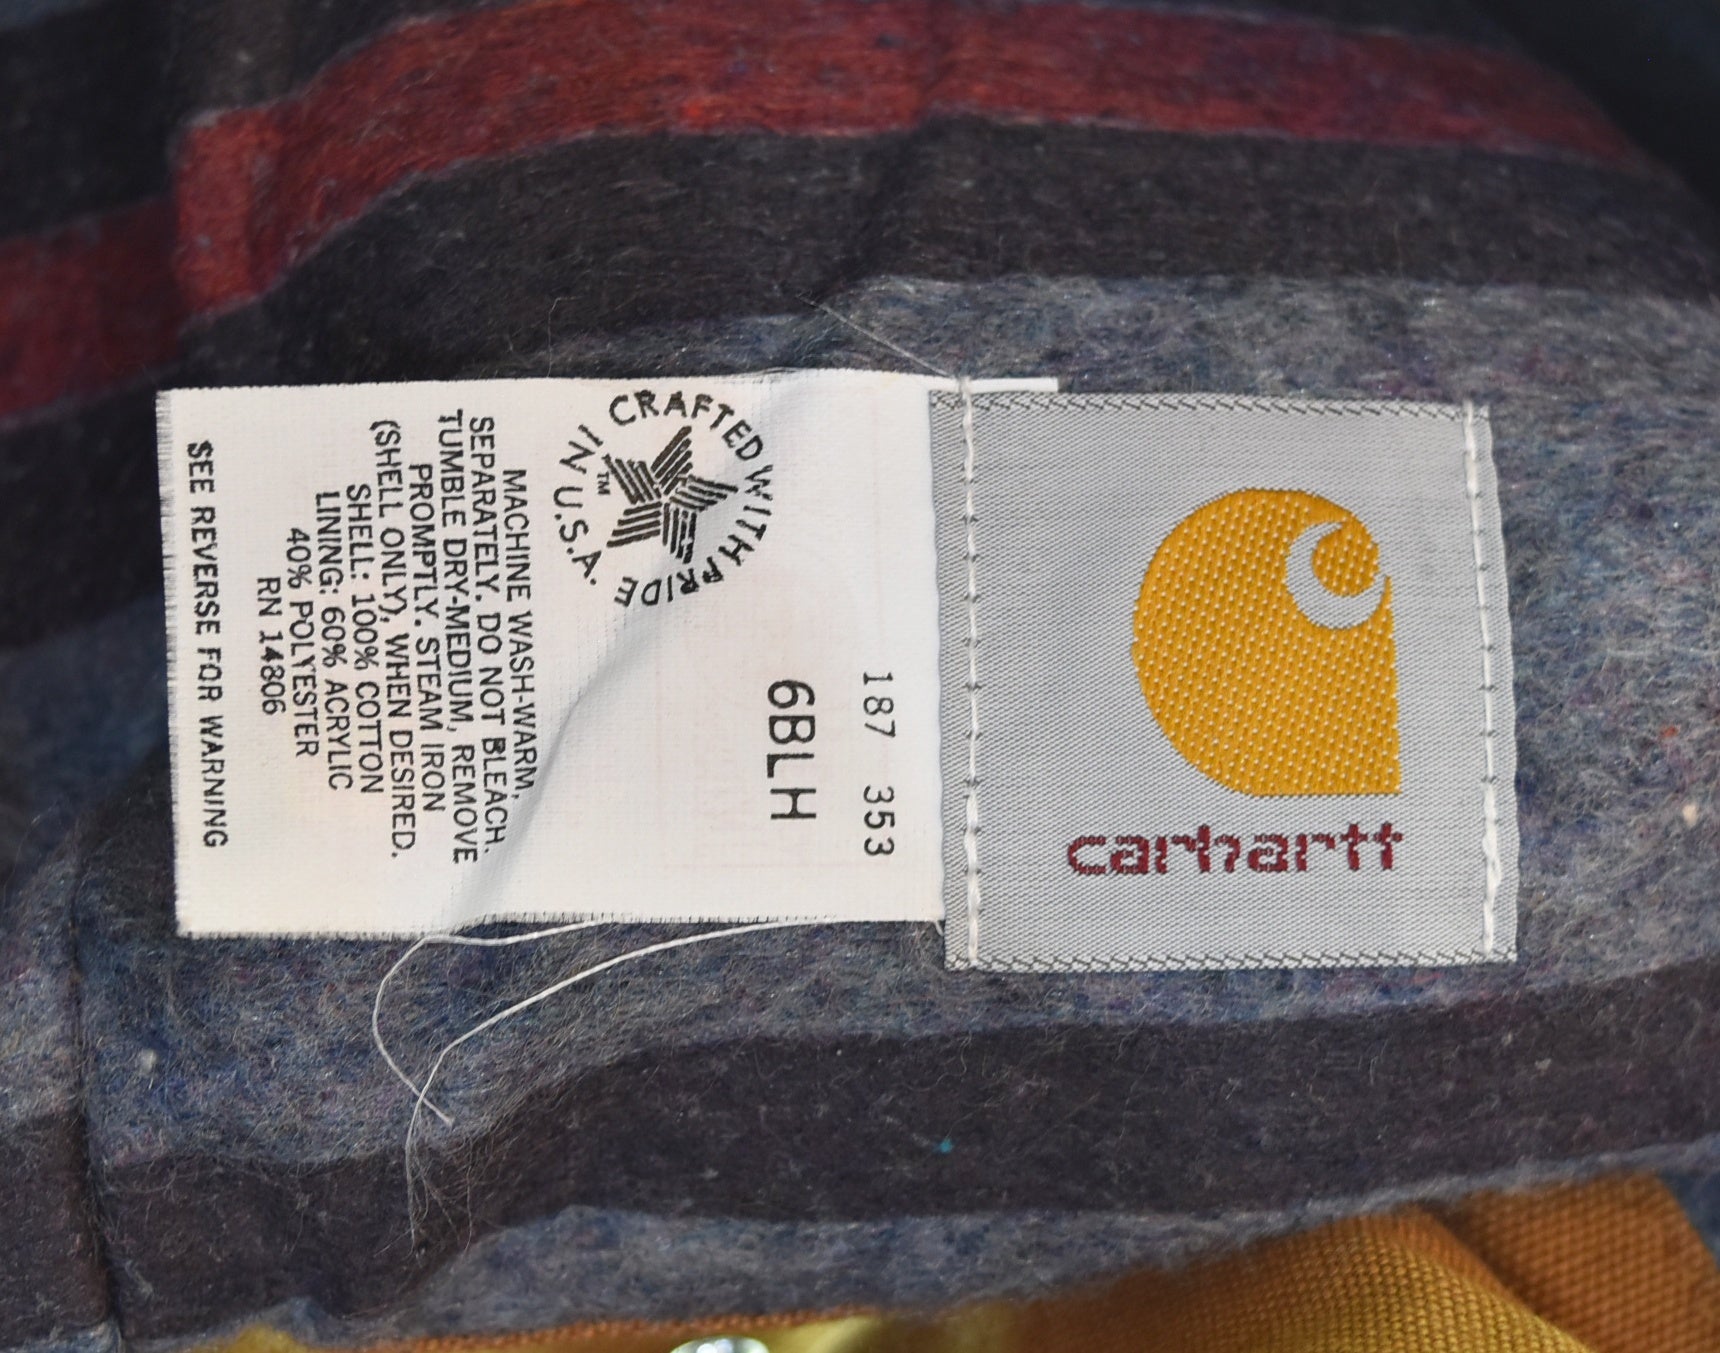 carhartt
187 353
6BLH
CRAFTED WITH PRIDE
IN U.S.A.
TM
MACHINE WASH-WARM,
SEPARATELY. DO NOT BLEACH.
TUMBLE DRY-MEDIUM, REMOVE
PROMPTLY. STEAM IRON
(SHELL ONLY), WHEN DESIRED.
SHELL: 100% COTTON
LINING: 60% ACRYLIC
40% POLYESTER
RN 14806
SEE REVERSE FOR WARNING